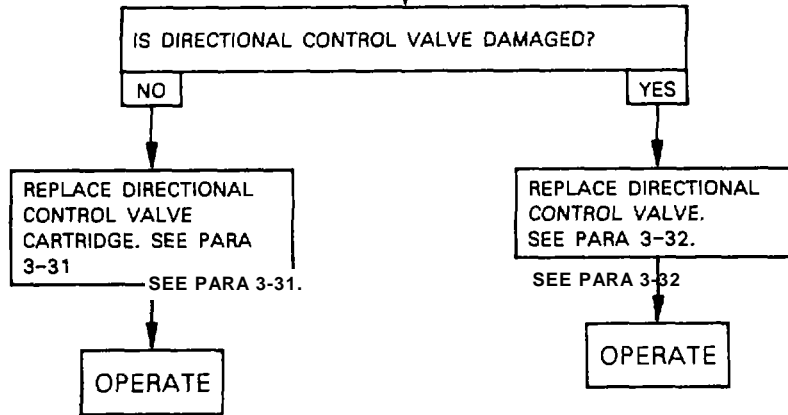 IS DIRECTIONAL CONTROL VALVE DAMAGED?
NO
YES
REPLACE DIRECTIONAL
CONTROL VALVE
CARTRIDGE. SEE PARA
3-31
SEE PARA 3-31.
OPERATE
REPLACE DIRECTIONAL
CONTROL VALVE.
SEE PARA 3-32.
SEE PARA 3-32
OPERATE